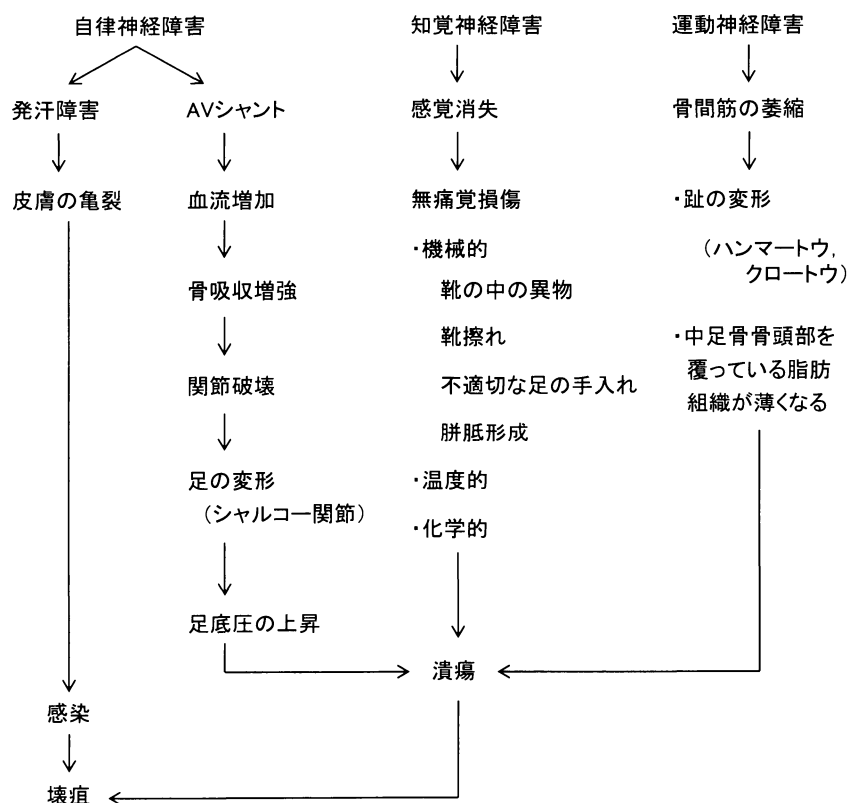 自律神経障害
知覚神経障害
運動神経障害
発汗障害
AVシャント
感覚消失
骨間筋の萎縮
皮膚の亀裂
血流増加
無痛覚損傷
・趾の変形
・機械的
(ハンマートウ,
クロートウ)
骨吸収増強
靴の中の異物
靴擦れ
・中足骨骨頭部を
覆っている脂肪
組織が薄くなる
関節破壊
不適切な足の手入れ
胼胝形成
足の変形
(シャルコー関節)
・温度的
・化学的
足底圧の上昇
潰瘍
感染
壊疽